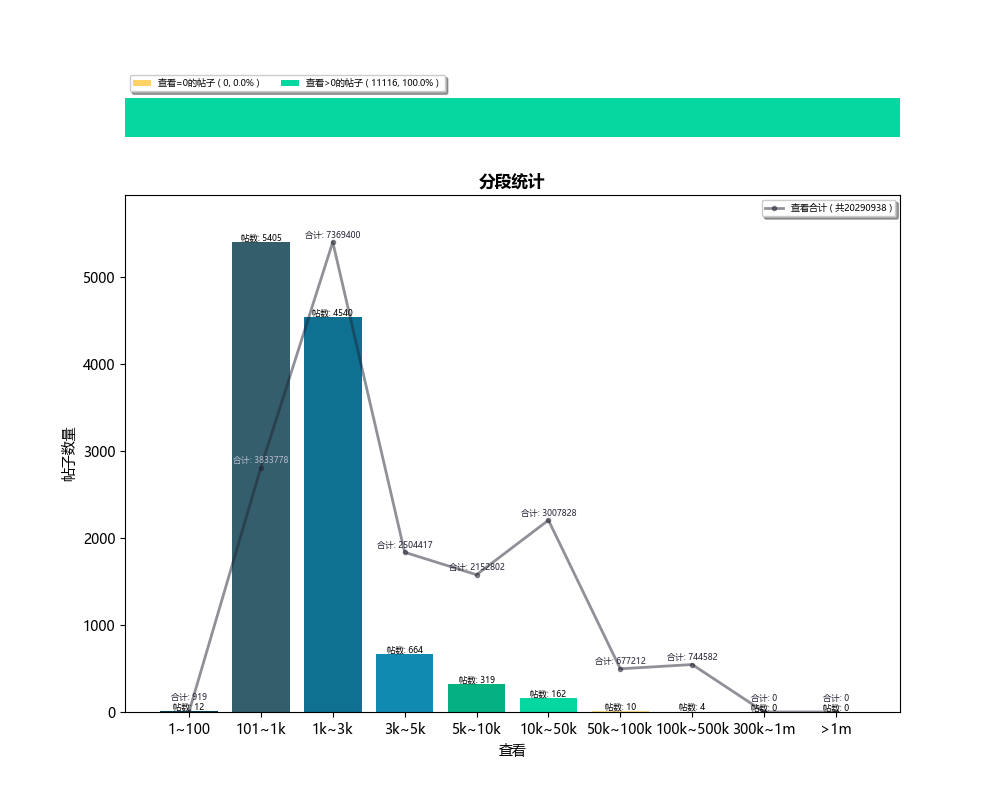 查看=0的帖子 ( 0, 0.0% ) 查看>0的帖子 ( 11116, 100.0% )
分段统计
查看合计 ( 共20290938 )
帖子数量
5000
4000
3000
2000
1000
0
合计: 919
帖数: 12
帖数: 5405
合计: 3833778
合计: 7369400
帖数: 4540
合计: 2504417
帖数: 664
合计: 2152802
帖数: 319
合计: 3007828
帖数: 162
合计: 677212
帖数: 10
合计: 744582
帖数: 4
合计: 0
帖数: 0
合计: 0
帖数: 0
1~100 101~1k 1k~3k 3k~5k 5k~10k 10k~50k 50k~100k 100k~500k 300k~1m >1m
查看